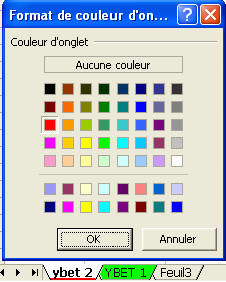 Format de couleur d'on...
Couleur d'onglet
Aucune couleur
OK
Annuler
ybet 2
YBET 1
Feuil3